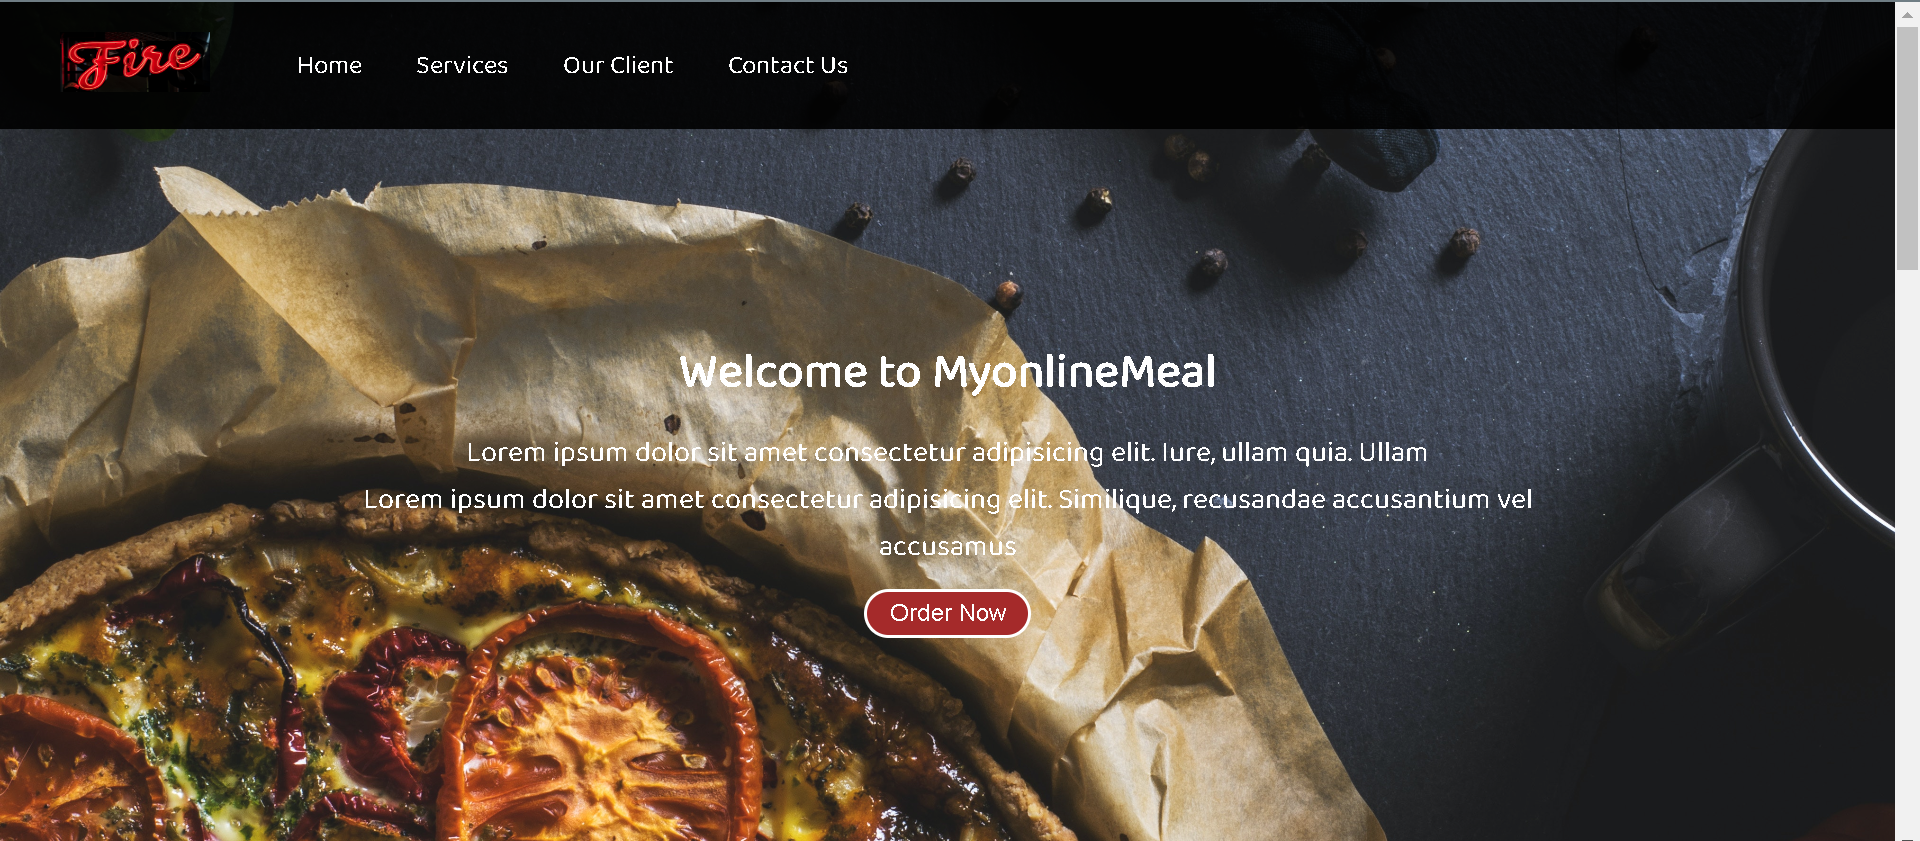 Fire
Home Services Our Client Contact Us
Welcome to MyonlineMeal
Lorem ipsum dolor sit amet consectetur adipisicing elit. Iure, ullam quia. Ullam
Lorem ipsum dolor sit amet consectetur adipisicing elit. Similique, recusandae accusantium vel
accusamus
Order Now